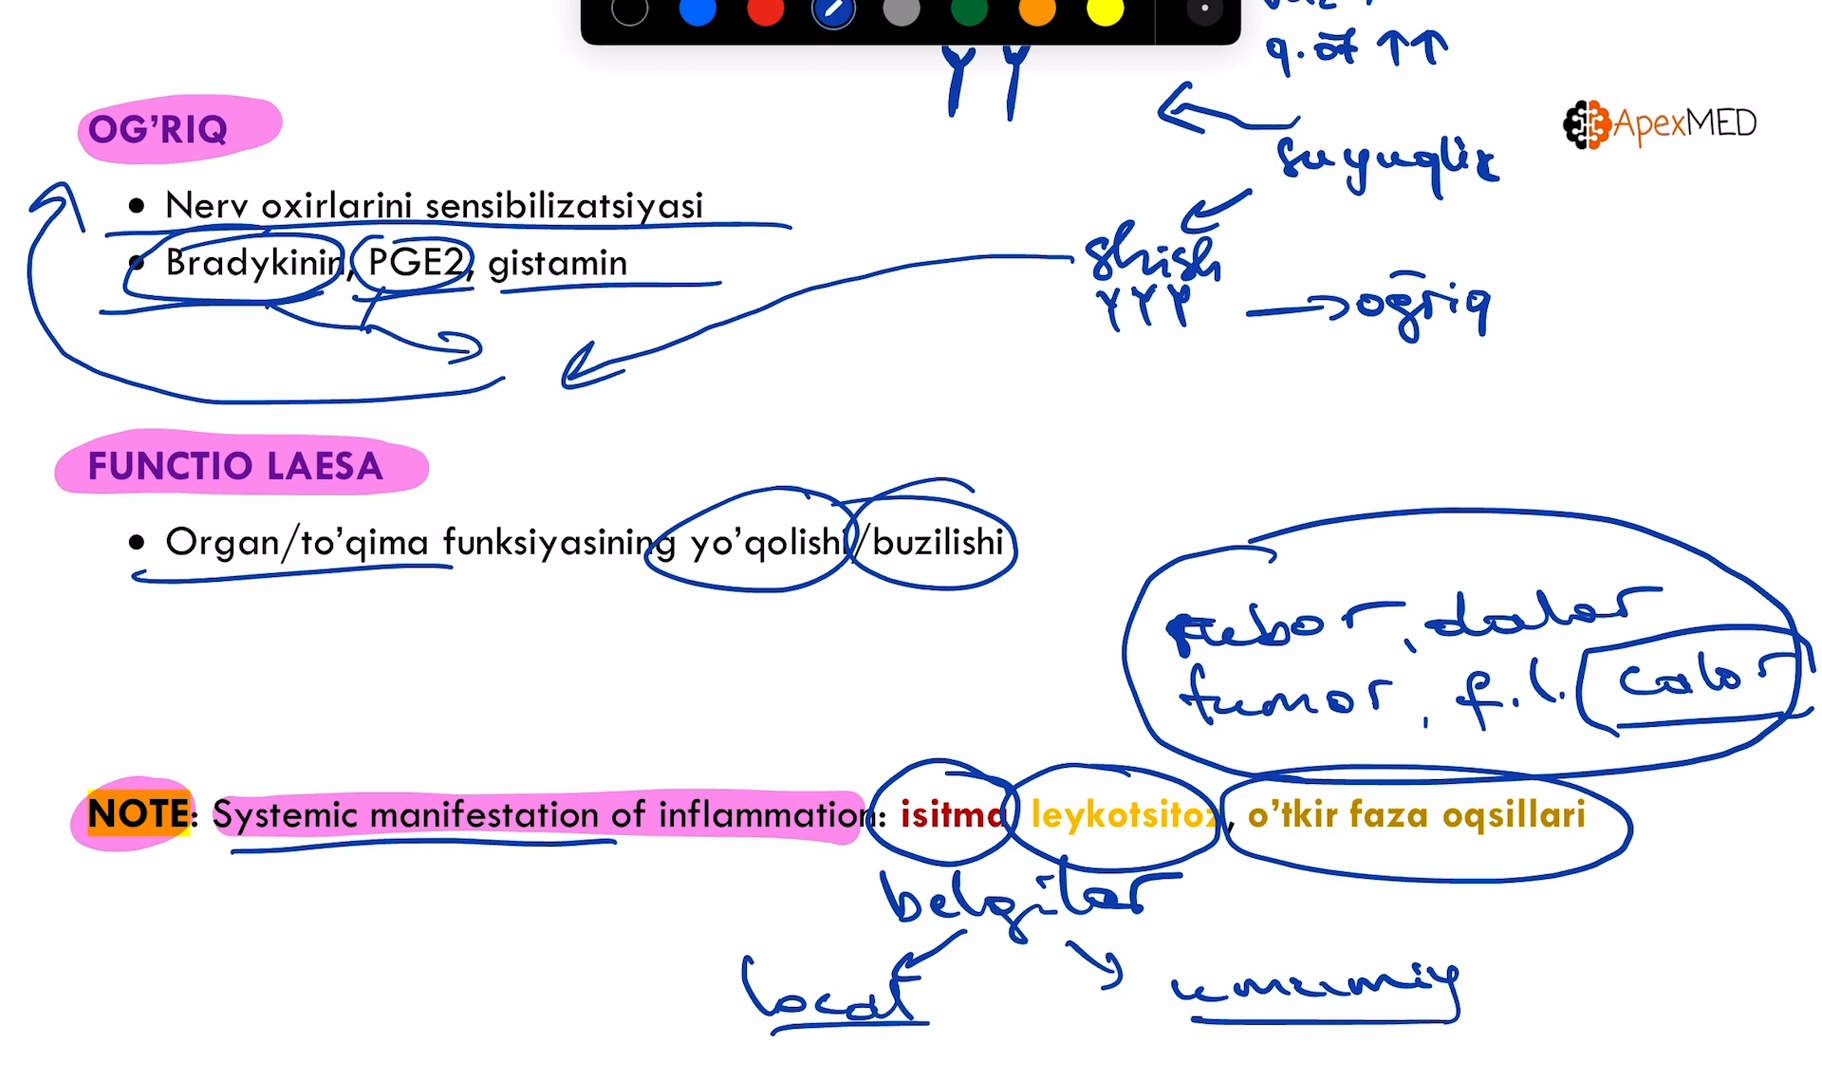 q. ot ↑↑
ApexMED
OG’RIQ
suyuqlik
• Nerv oxirlarini sensibilizatsiyasi
shish
• Bradykinin, PGE2, gistamin
→ og̅riq
FUNCTIO LAESA
• Organ/to’qima funksiyasining yo’qolishi/buzilishi
rubor, dolor
tumor, f.l. calor
NOTE: Systemic manifestation of inflammation: isitma, leykotsitoz, o’tkir faza oqsillari
belgilar
local
umumiy